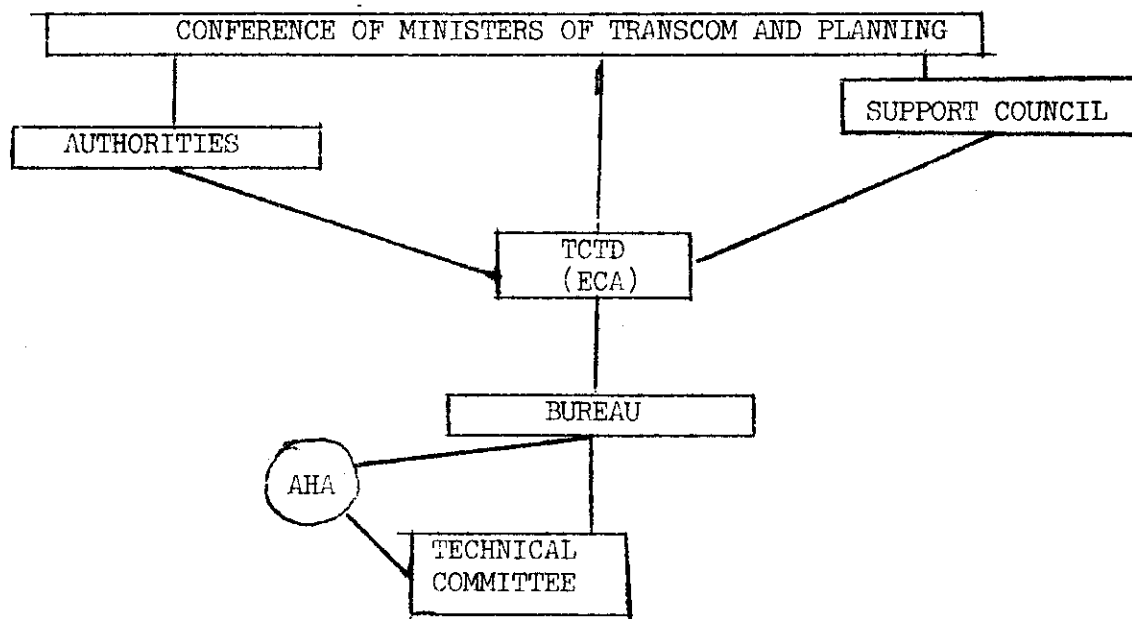 CONFERENCE OF MINISTERS OF TRANSCOM AND PLANNING
SUPPORT COUNCIL
AUTHORITIES
TCTD
(ECA)
BUREAU
AHA
TECHNICAL
COMMITTEE